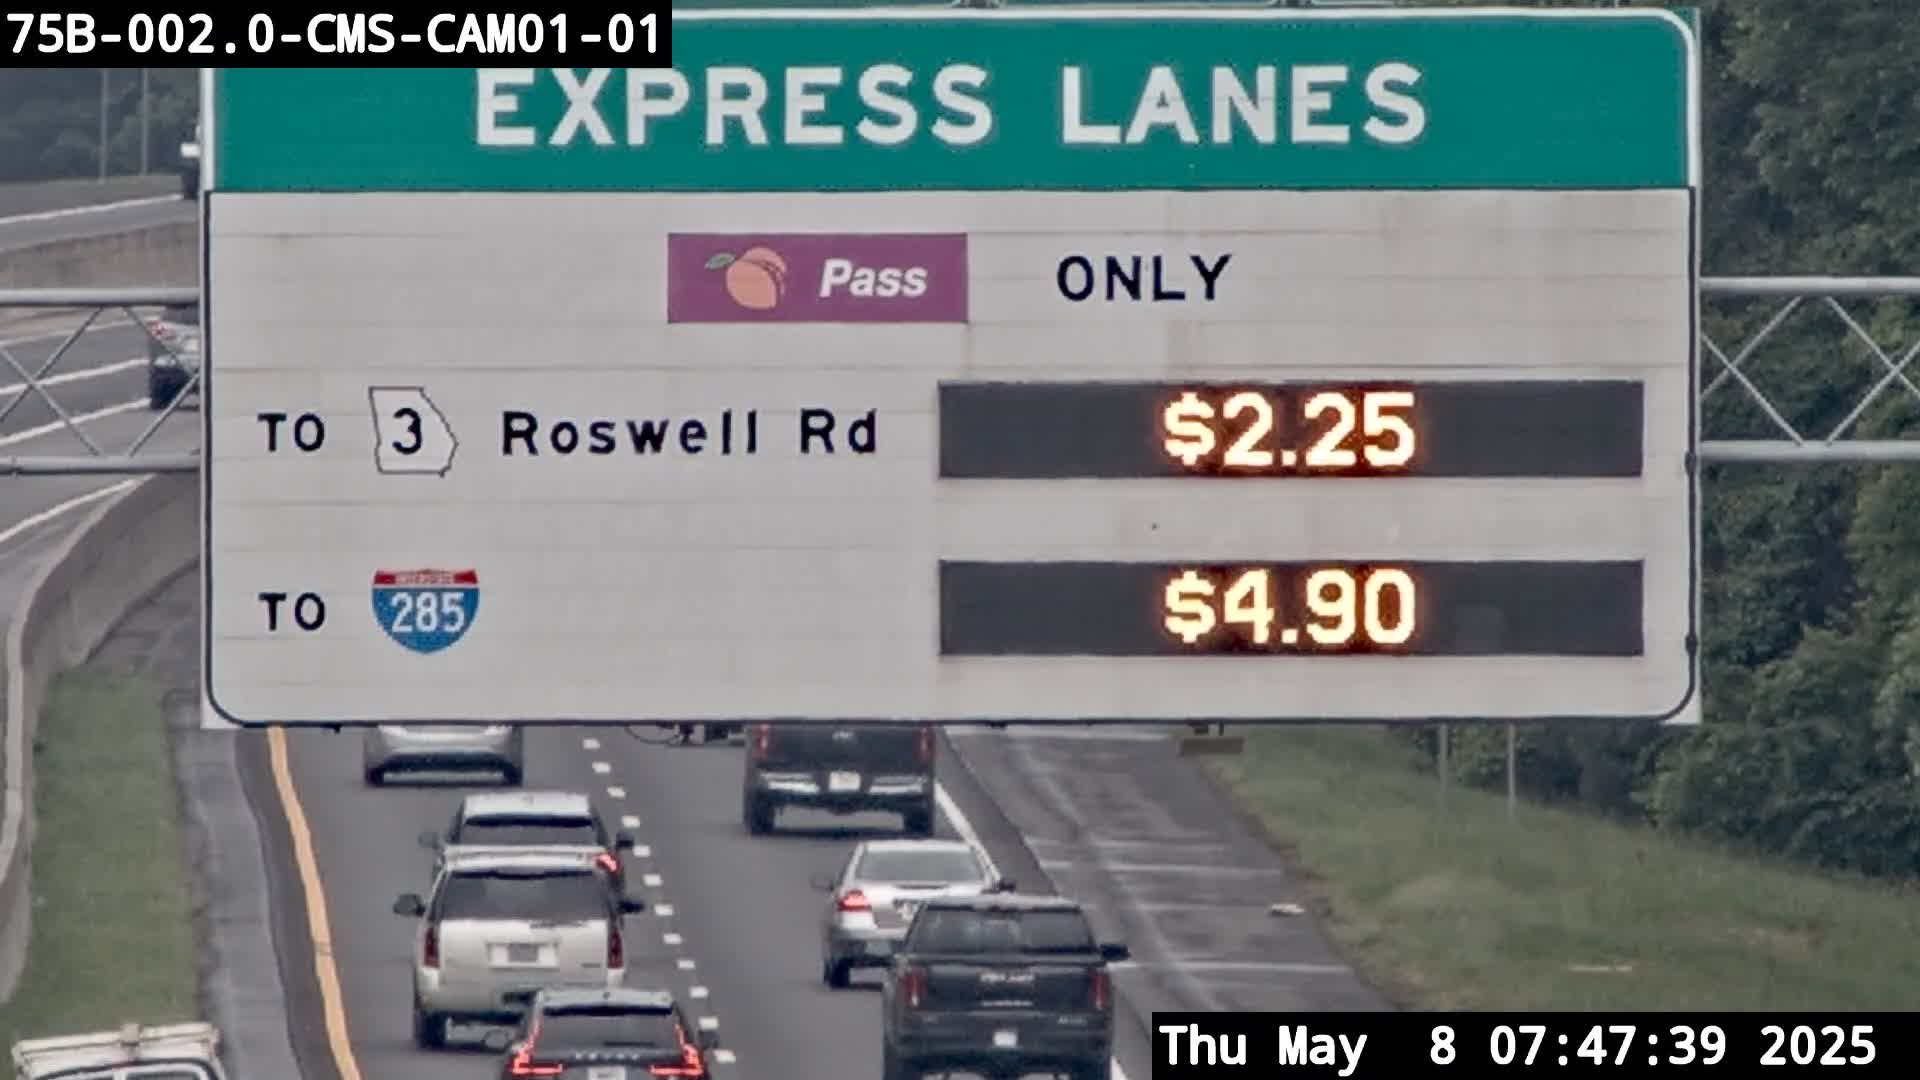 75B-002.0-CMS-CAM01-01
EXPRESS LANES
Pass ONLY
TO 3 Roswell Rd $2.25
TO 285 $4.90
Thu May 8 07:47:39 2025